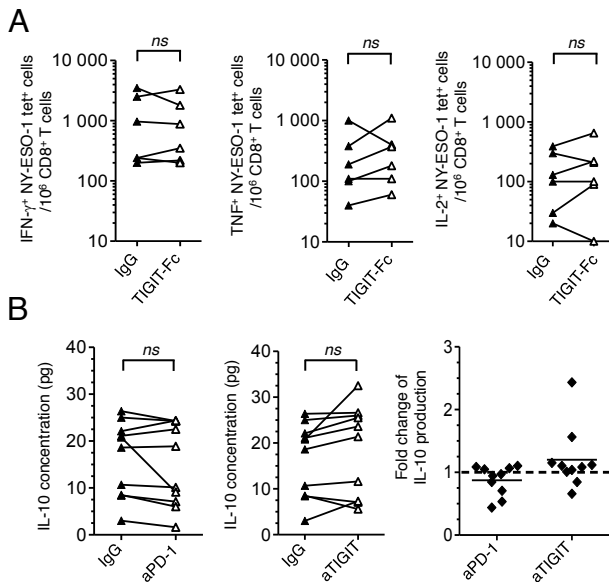 A
ns
ns
ns
IFN-γ⁺ NY-ESO-1 tet⁺ cells
/10⁶ CD8⁺ T cells
10 000
1 000
100
10
IgG
TIGIT-Fc
TNF⁺ NY-ESO-1 tet⁺ cells
/10⁶ CD8⁺ T cells
10 000
1 000
100
10
IgG
TIGIT-Fc
IL-2⁺ NY-ESO-1 tet⁺ cells
/10⁶ CD8⁺ T cells
10 000
1 000
100
10
IgG
TIGIT-Fc
B
ns
ns
IL-10 concentration (pg)
40
30
20
10
0
IgG
aPD-1
IL-10 concentration (pg)
40
30
20
10
0
IgG
aTIGIT
Fold change of
IL-10 production
3
2
1
0
aPD-1
aTIGIT